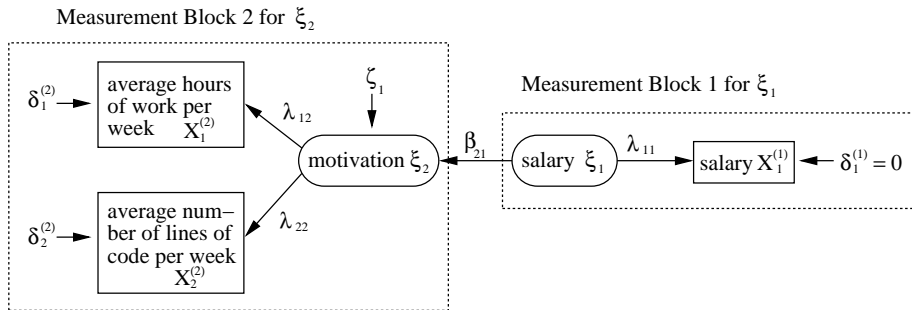 Measurement Block 2 for ξ₂
δ₁⁽²⁾
average hours
of work per
week X₁⁽²⁾
λ₁₂
ζ₁
motivation ξ₂
δ₂⁽²⁾
average num–
ber of lines of
code per week
X₂⁽²⁾
λ₂₂
β₂₁
Measurement Block 1 for ξ₁
salary ξ₁
λ₁₁
salary X₁⁽¹⁾
δ₁⁽¹⁾ = 0